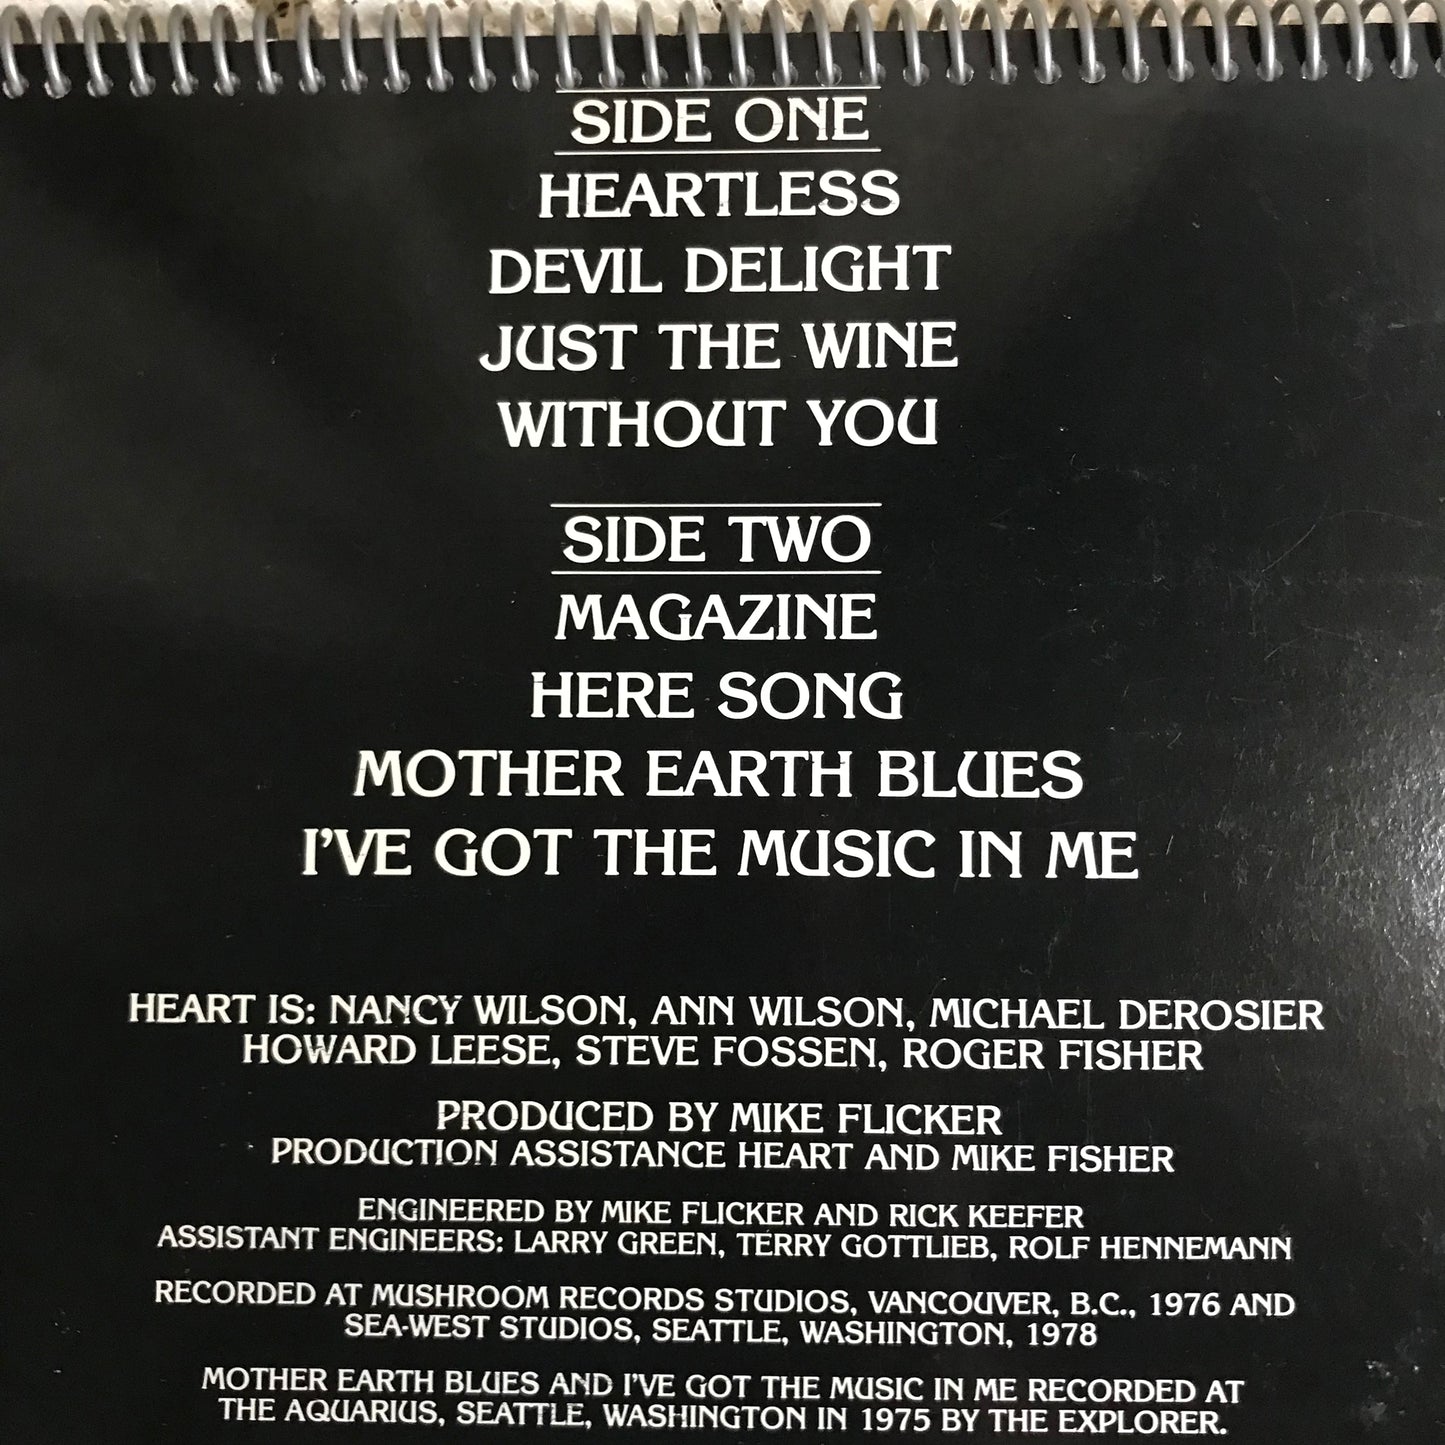 SIDE ONE
HEARTLESS
DEVIL DELIGHT
JUST THE WINE
WITHOUT YOU
SIDE TWO
MAGAZINE
HERE SONG
MOTHER EARTH BLUES
I'VE GOT THE MUSIC IN ME
HEART IS: NANCY WILSON, ANN WILSON, MICHAEL DEROSIER
HOWARD LEESE, STEVE FOSSEN, ROGER FISHER
PRODUCED BY MIKE FLICKER
PRODUCTION ASSISTANCE HEART AND MIKE FISHER
ENGINEERED BY MIKE FLICKER AND RICK KEEFER
ASSISTANT ENGINEERS: LARRY GREEN, TERRY GOTTLIEB, ROLF HENNEMANN
RECORDED AT MUSHROOM RECORDS STUDIOS, VANCOUVER, B.C., 1976 AND
SEA-WEST STUDIOS, SEATTLE, WASHINGTON, 1978
MOTHER EARTH BLUES AND I'VE GOT THE MUSIC IN ME RECORDED AT
THE AQUARIUS, SEATTLE, WASHINGTON IN 1975 BY THE EXPLORER.